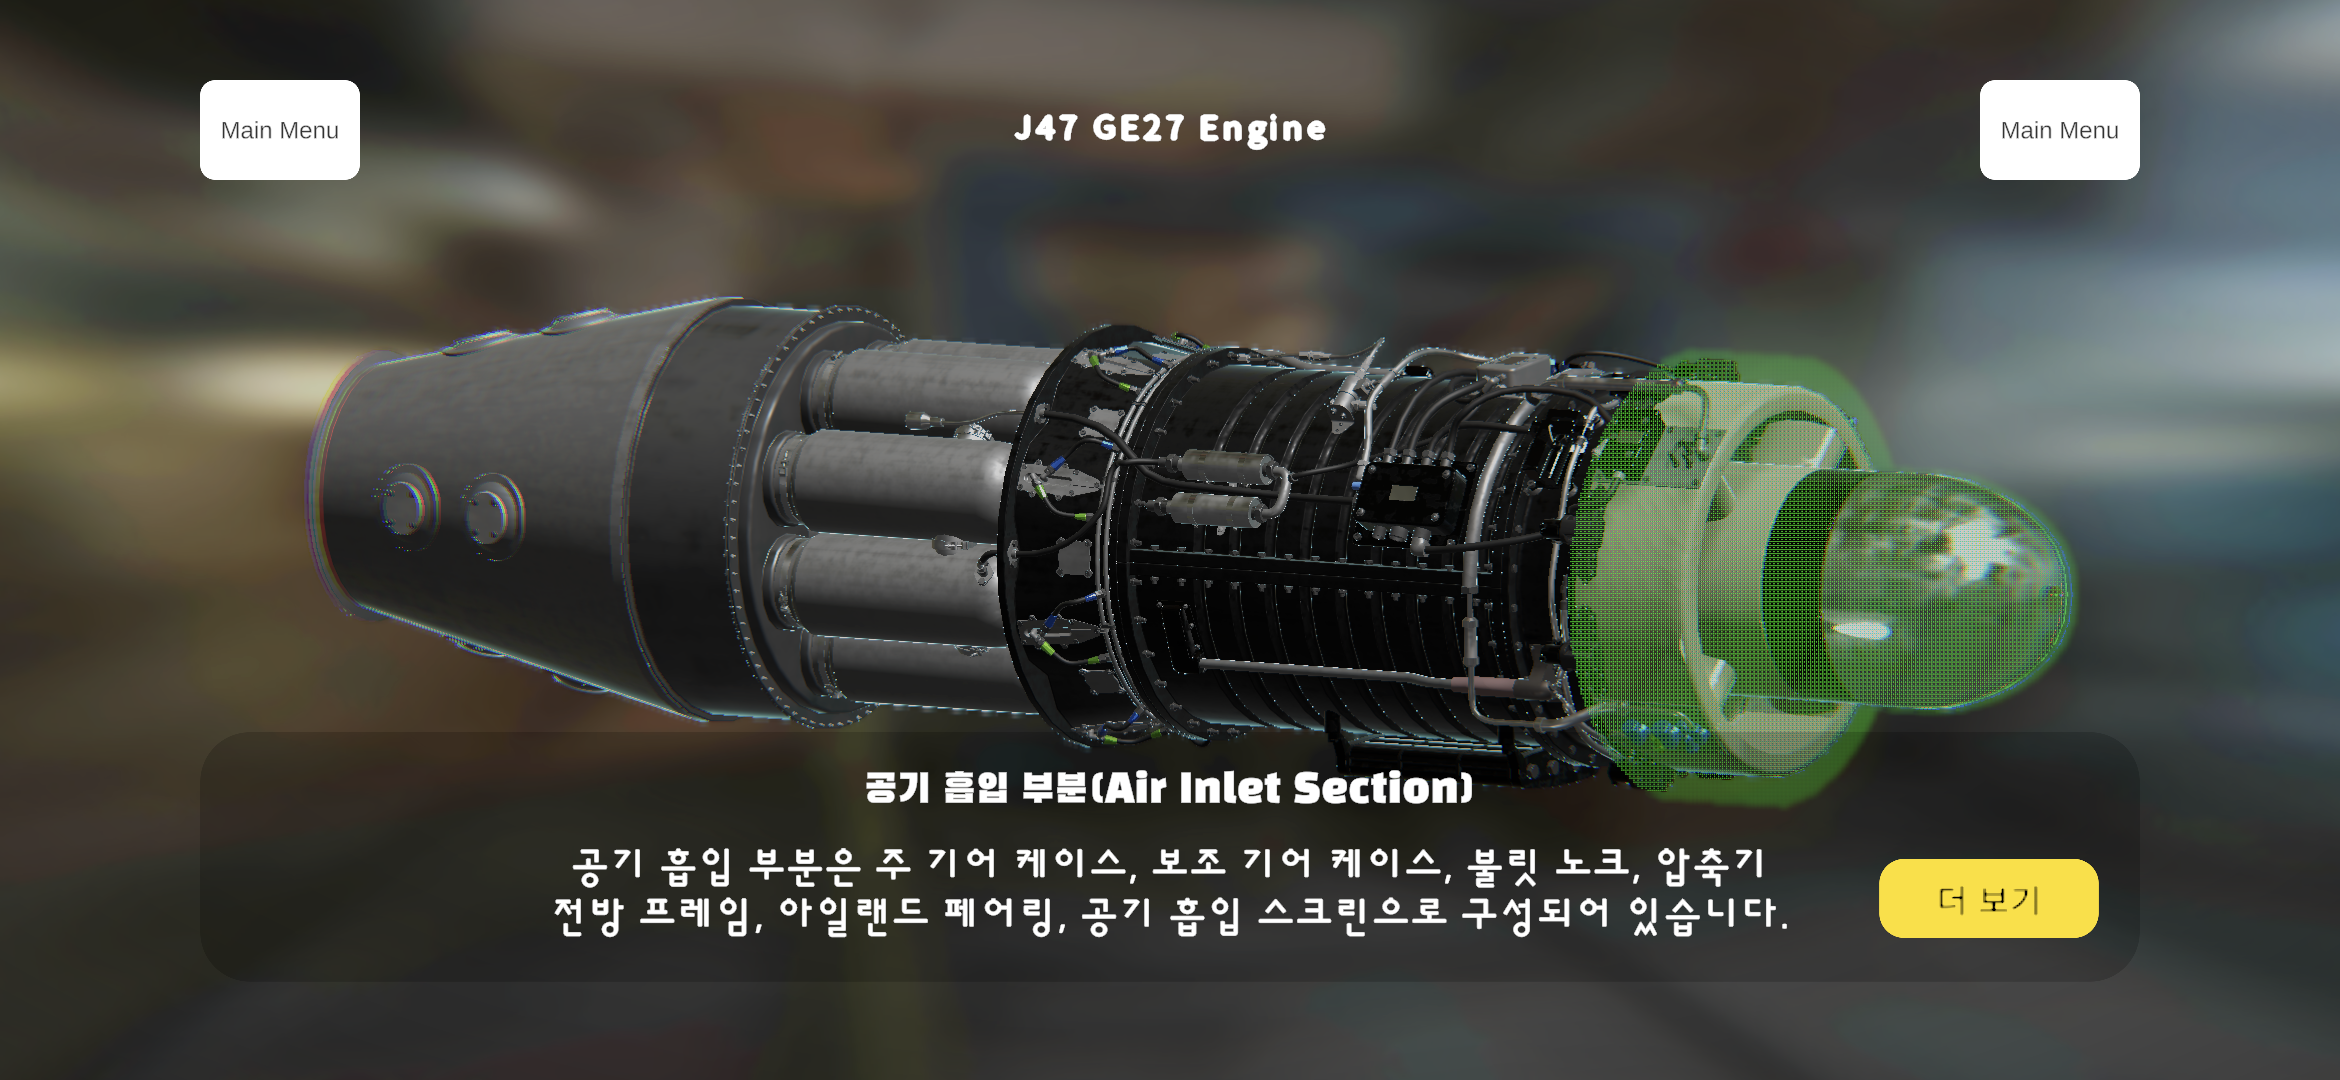 Main Menu
J47 GE27 Engine
Main Menu
공기 흡입 부분(Air Inlet Section)
공기 흡입 부분은 주 기어 케이스, 보조 기어 케이스, 불릿 노크, 압축기
전방 프레임, 아일랜드 페어링, 공기 흡입 스크린으로 구성되어 있습니다.
더 보기